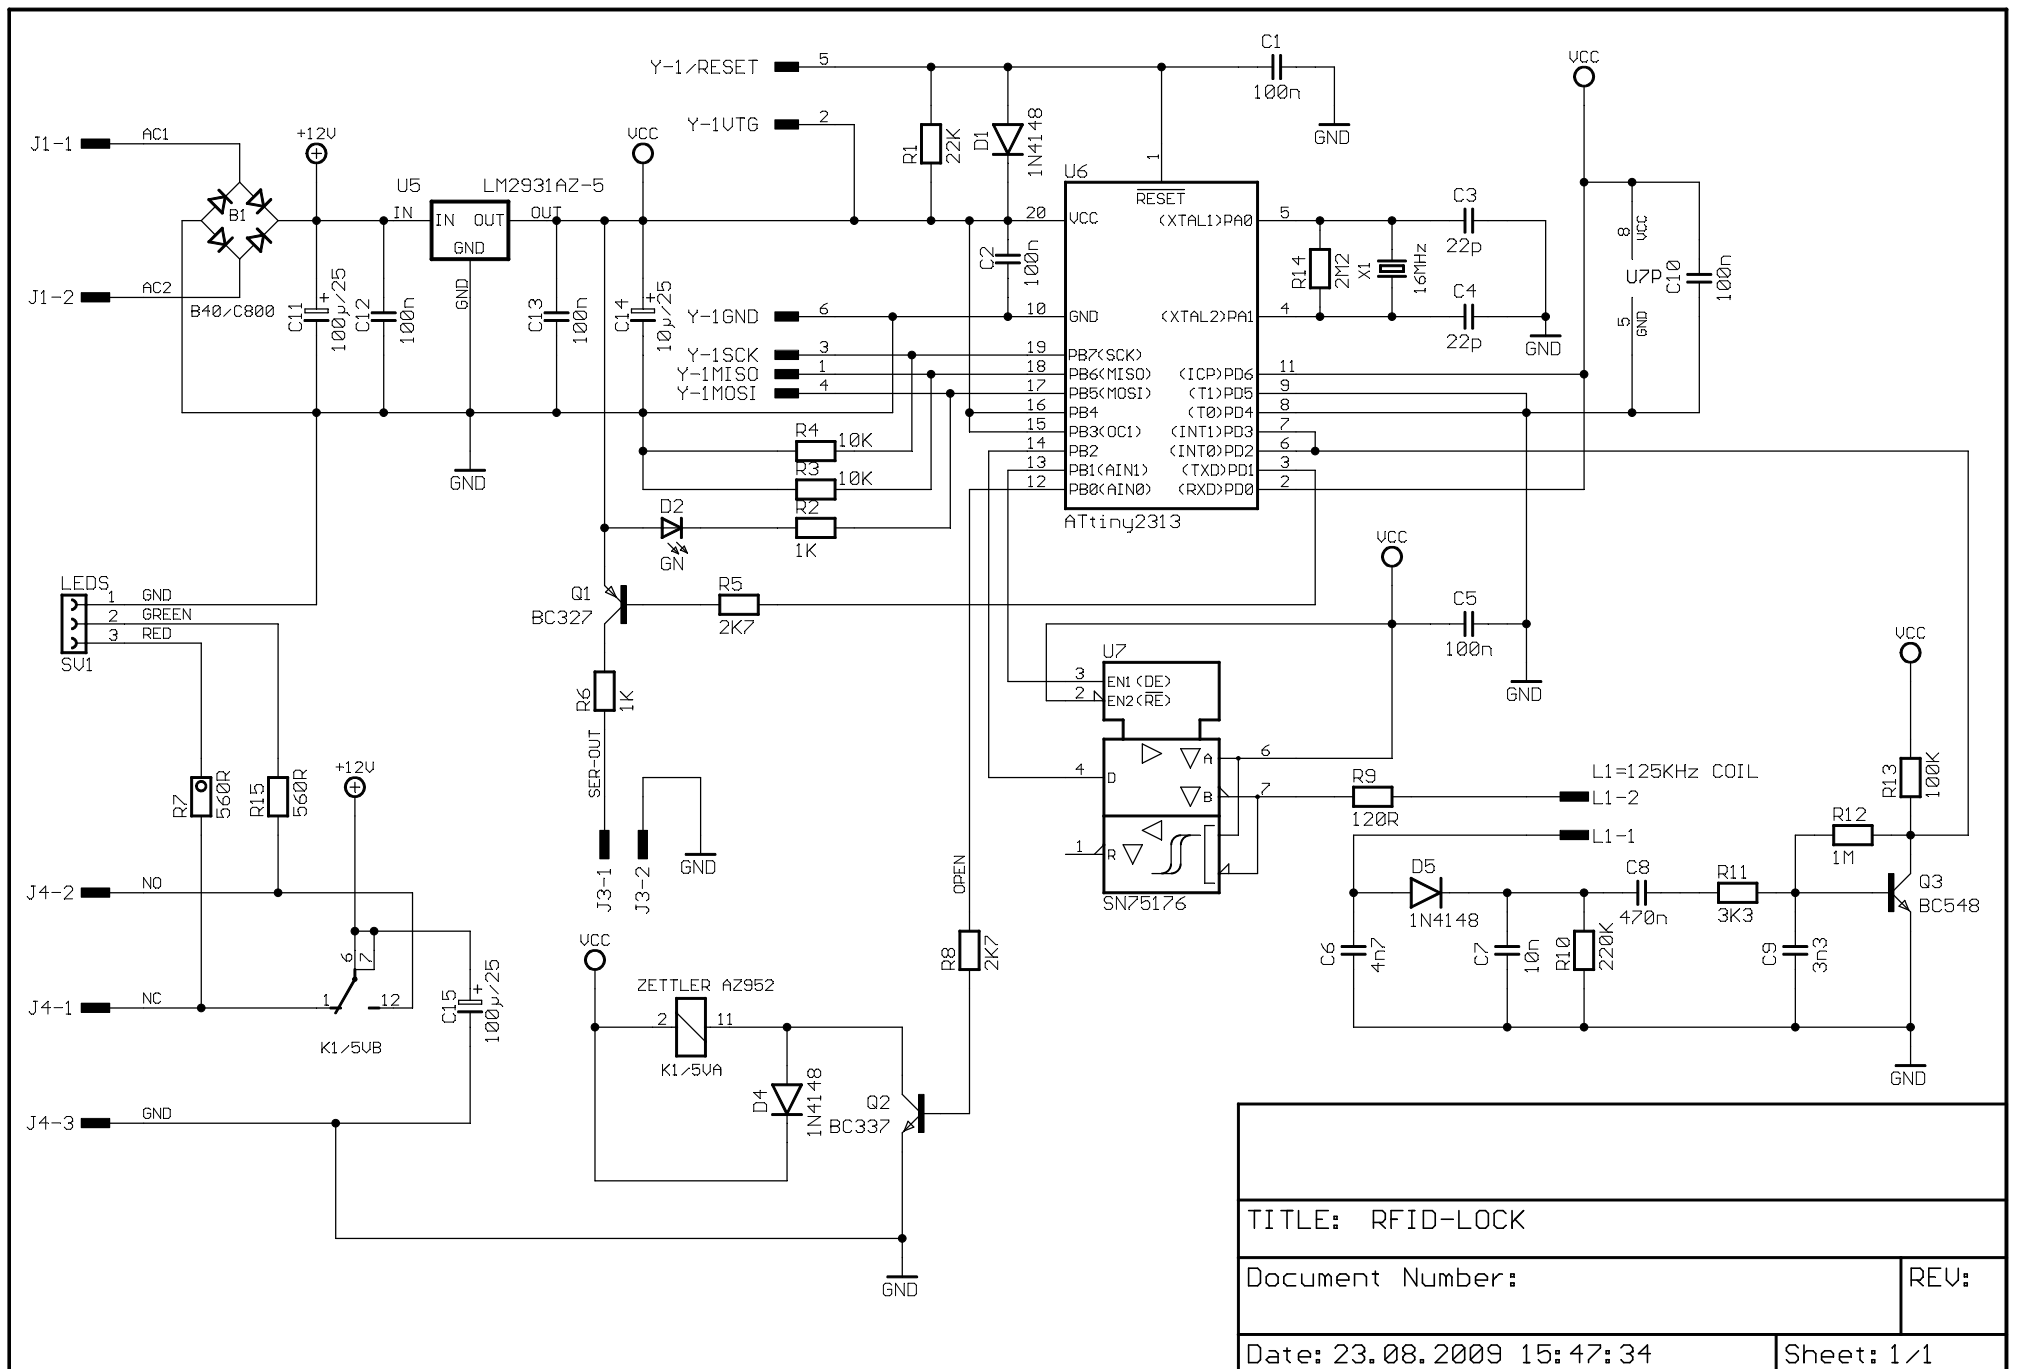 Y-1/RESET 5
C1
100n
GND
VCC
Y-1VTG 2
R1
22K
D1
1N4148
1
J1-1 AC1
+12V
VCC
B1
J1-2 AC2
B40/C800
U5 LM2931AZ-5
IN IN OUT OUT
GND
GND
C11
100µ/25
C12
100n
C13
100n
C14
10µ/25
GND
C2
100n
U6
RESET
20 VCC (XTAL1)PA0 5
10 GND (XTAL2)PA1 4
19 PB7(SCK)
18 PB6(MISO) (ICP)PD6 11
17 PB5(MOSI) (T1)PD5 9
16 PB4 (T0)PD4 8
15 PB3(OC1) (INT1)PD3 7
14 PB2 (INT0)PD2 6
13 PB1(AIN1) (TXD)PD1 3
12 PB0(AIN0) (RXD)PD0 2
ATtiny2313
Y-1GND 6
Y-1SCK 3
Y-1MISO 1
Y-1MOSI 4
R14
2M2
X1
16MHz
C3
22p
C4
22p
GND
8 VCC
U7P
5 GND
C10
100n
R4 10K
R3 10K
D2
GN
R2
1K
Q1
BC327
R5
2K7
R6
1K
SER-OUT
J3-1
J3-2
GND
LEDS
1 GND
2 GREEN
3 RED
SV1
R7
560R
R15
560R
+12V
J4-2 NO
J4-1 NC
J4-3 GND
6
7
1
12
K1/5VB
C15
100µ/25
VCC
ZETTLER AZ952
2 11
K1/5VA
D4
1N4148
Q2
BC337
GND
OPEN
R8
2K7
VCC
C5
100n
GND
U7
3 EN1(DE)
2 EN2(RE)
4 D
A 6
B 7
1 R
SN75176
R9
120R
L1=125KHz COIL
L1-2
L1-1
C6
4n7
D5
1N4148
C7
10n
R10
220K
C8
470n
R11
3K3
C9
3n3
R12
1M
R13
100K
VCC
Q3
BC548
GND
TITLE: RFID-LOCK
Document Number:
REV:
Date: 23.08.2009 15:47:34
Sheet: 1/1